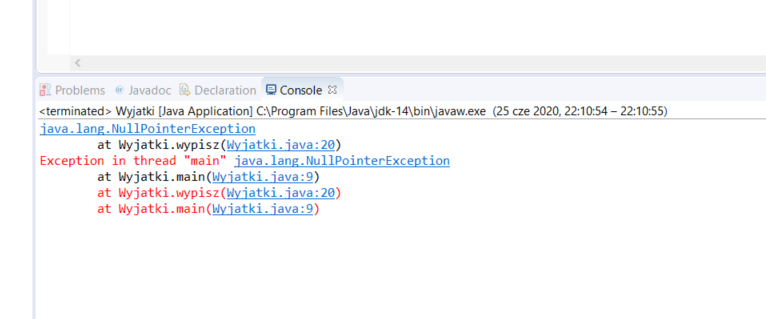 Problems Javadoc Declaration Console
<terminated> Wyjatki [Java Application] C:\Program Files\Java\jdk-14\bin\javaw.exe (25 cze 2020, 22:10:54 – 22:10:55)
java.lang.NullPointerException
at Wyjatki.wypisz(Wyjatki.java:20)
Exception in thread "main" java.lang.NullPointerException
at Wyjatki.main(Wyjatki.java:9)
at Wyjatki.wypisz(Wyjatki.java:20)
at Wyjatki.main(Wyjatki.java:9)